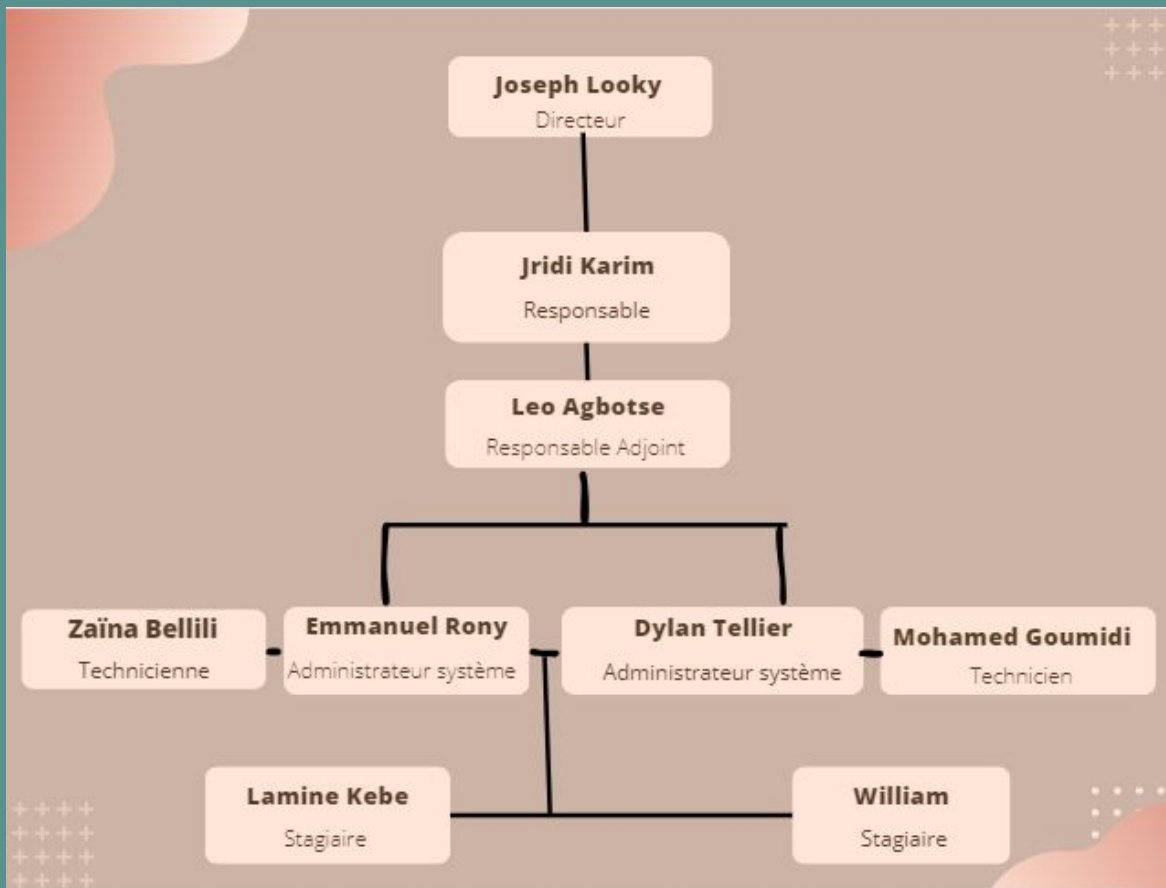 Joseph Looky
Directeur
Jridi Karim
Responsable
Leo Agbotse
Responsable Adjoint
Zaïna Bellili
Technicienne
Emmanuel Rony
Administrateur système
Dylan Tellier
Administrateur système
Mohamed Goumidi
Technicien
Lamine Kebe
Stagiaire
William
Stagiaire